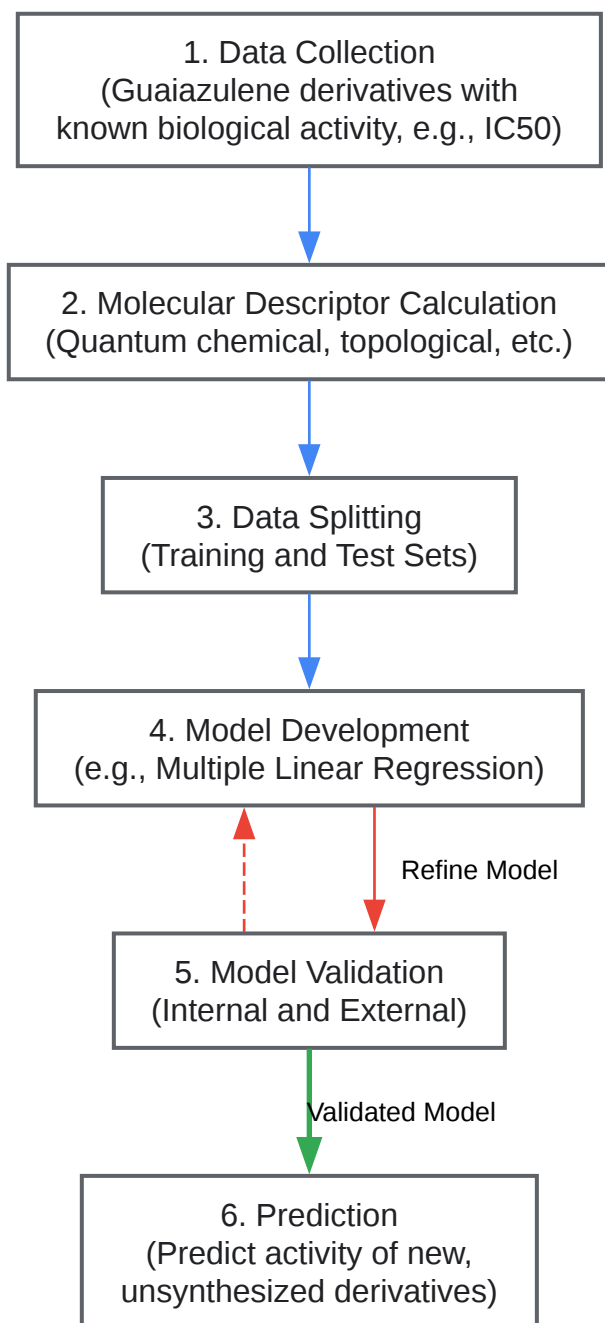 1. Data Collection
(Guaiazulene derivatives with
known biological activity, e.g., IC50)
2. Molecular Descriptor Calculation
(Quantum chemical, topological, etc.)
3. Data Splitting
(Training and Test Sets)
4. Model Development
(e.g., Multiple Linear Regression)
Refine Model
5. Model Validation
(Internal and External)
Validated Model
6. Prediction
(Predict activity of new,
unsynthesized derivatives)